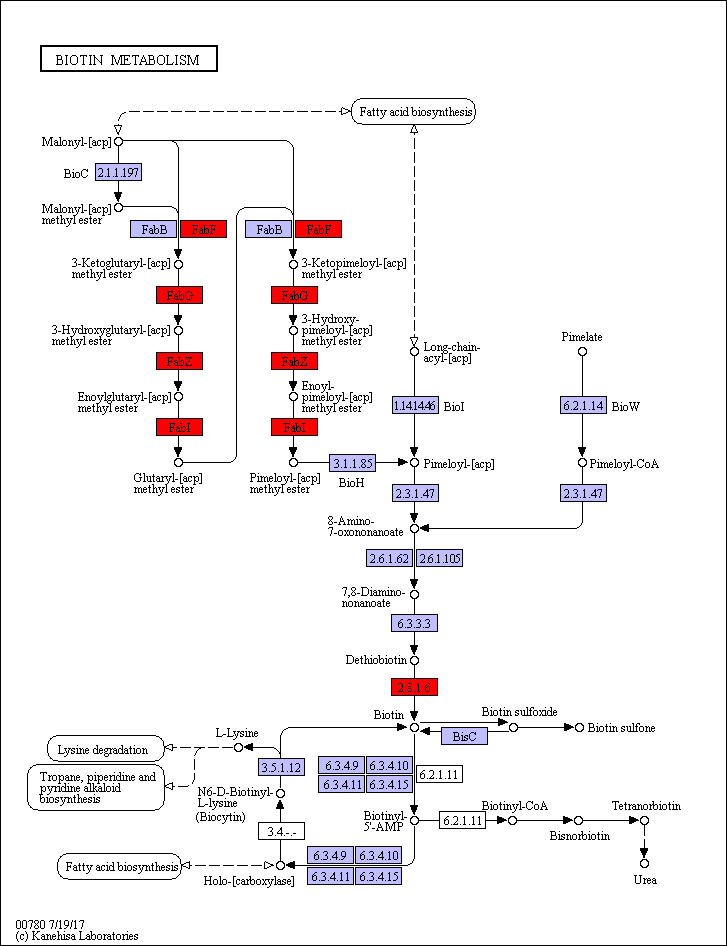 BIOTIN METABOLISM
Fatty acid biosynthesis
Malonyl-[acp]
BioC
2.1.1.197
Malonyl-[acp]
methyl ester
FabB
FabF
FabB
FabF
3-Ketoglutaryl-[acp]
methyl ester
3-Ketopimeloyl-[acp]
methyl ester
FabG
FabG
3-Hydroxyglutaryl-[acp]
methyl ester
3-Hydroxy-
pimeloyl-[acp]
methyl ester
Long-chain-
acyl-[acp]
Pimelate
FabZ
FabZ
Enoylglutaryl-[acp]
methyl ester
Enoyl-
pimeloyl-[acp]
methyl ester
1.14.14.46
BioI
6.2.1.14
BioW
FabI
FabI
Glutaryl-[acp]
methyl ester
Pimeloyl-[acp]
methyl ester
3.1.1.85
BioH
Pimeloyl-[acp]
Pimeloyl-CoA
2.3.1.47
2.3.1.47
8-Amino-
7-oxononanoate
2.6.1.62
2.6.1.105
7,8-Diamino-
nonanoate
6.3.3.3
Dethiobiotin
2.8.1.6
Biotin
Biotin sulfoxide
BisC
Biotin sulfone
L-Lysine
Lysine degradation
3.5.1.12
6.3.4.9
6.3.4.10
6.3.4.11
6.3.4.15
6.2.1.11
Tropane, piperidine and
pyridine alkaloid
biosynthesis
N6-D-Biotinyl-
L-lysine
(Biocytin)
Biotinyl-
5'-AMP
6.2.1.11
Biotinyl-CoA
Bisnorbiotin
Tetranorbiotin
3.4.-.-
6.3.4.9
6.3.4.10
6.3.4.11
6.3.4.15
Fatty acid biosynthesis
Holo-[carboxylase]
Urea
00780 7/19/17
(c) Kanehisa Laboratories